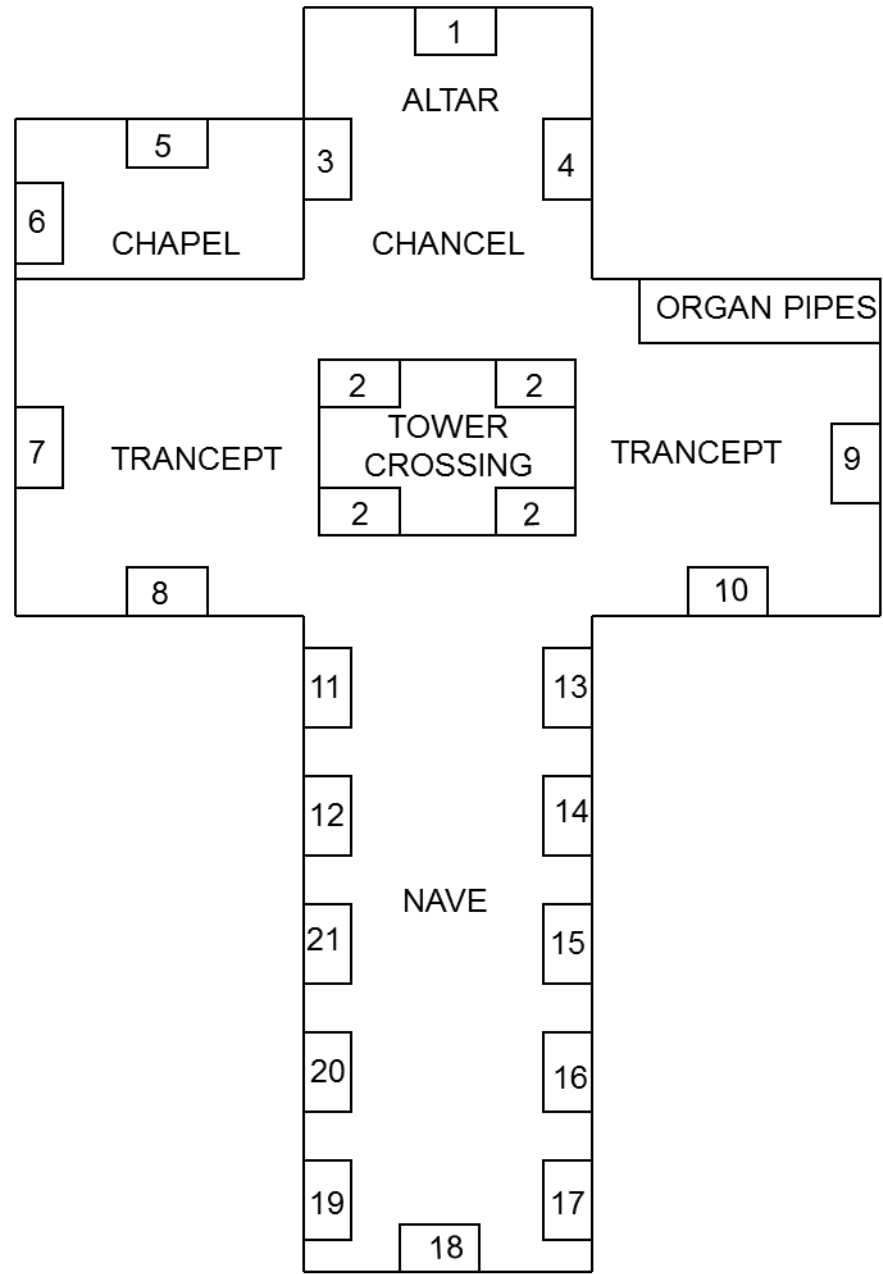 1
ALTAR
5
3
4
6
CHAPEL
CHANCEL
ORGAN PIPES
2
2
TOWER
CROSSING
7
TRANCEPT
TRANCEPT
9
2
2
8
10
11
13
12
14
NAVE
21
15
20
16
19
17
18